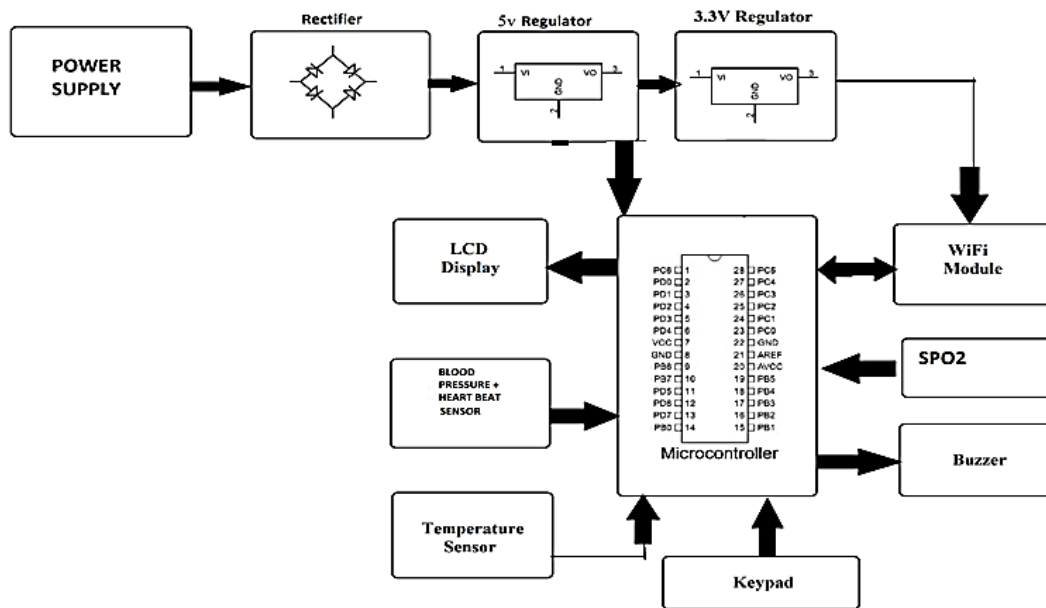 Rectifier
5v Regulator
3.3V Regulator
POWER
SUPPLY
1
VI
VO
3
GND
2
1
VI
VO
3
GND
2
LCD
Display
WiFi
Module
PC6 1 28 PC5
PD0 2 27 PC4
PD1 3 26 PC3
PD2 4 25 PC2
PD3 5 24 PC1
PD4 6 23 PC0
VCC 7 22 GND
GND 8 21 AREF
PB6 9 20 AVCC
PB7 10 19 PB5
PD5 11 18 PB4
PD6 12 17 PB3
PD7 13 16 PB2
PB0 14 15 PB1
Microcontroller
SPO2
BLOOD
PRESSURE +
HEART BEAT
SENSOR
Buzzer
Temperature
Sensor
Keypad